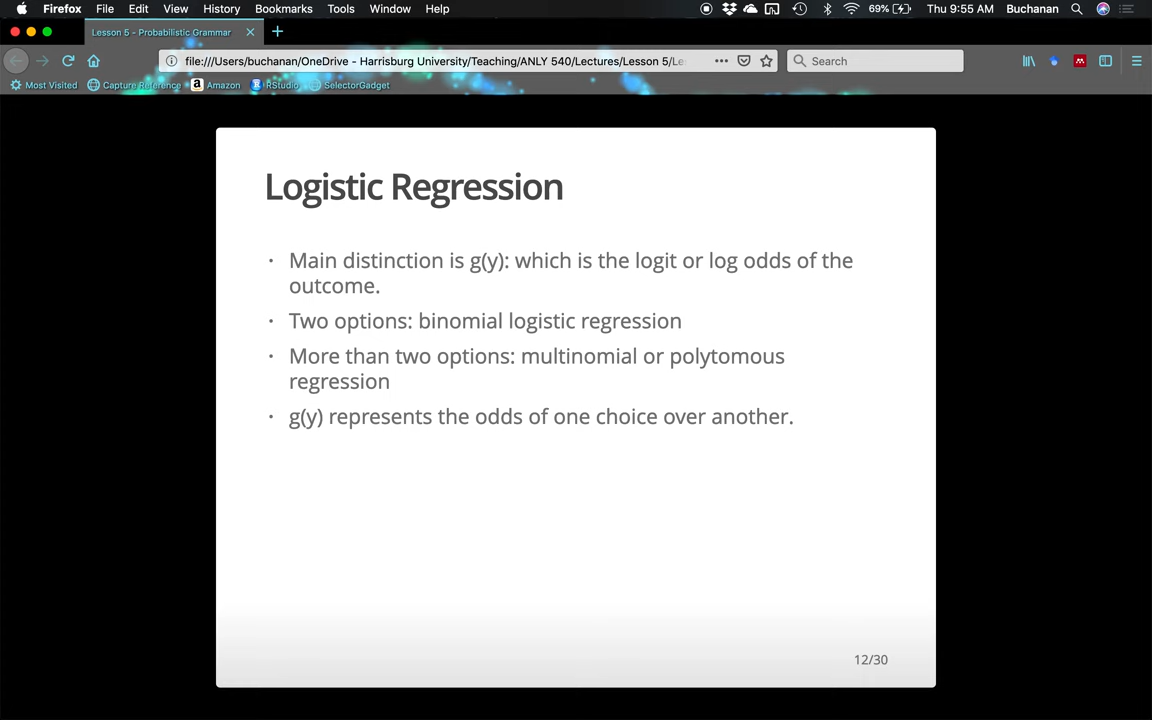 Firefox File Edit View History Bookmarks Tools Window Help 69% Thu 9:55 AM Buchanan
Lesson 5 - Probabilistic Grammar
file:///Users/buchanan/OneDrive - Harrisburg University/Teaching/ANLY 540/Lectures/Lesson 5/Le Search
Most Visited Capture Reference Amazon RStudio SelectorGadget
Logistic Regression
· Main distinction is g(y): which is the logit or log odds of the
outcome.
· Two options: binomial logistic regression
· More than two options: multinomial or polytomous
regression
· g(y) represents the odds of one choice over another.
12/30